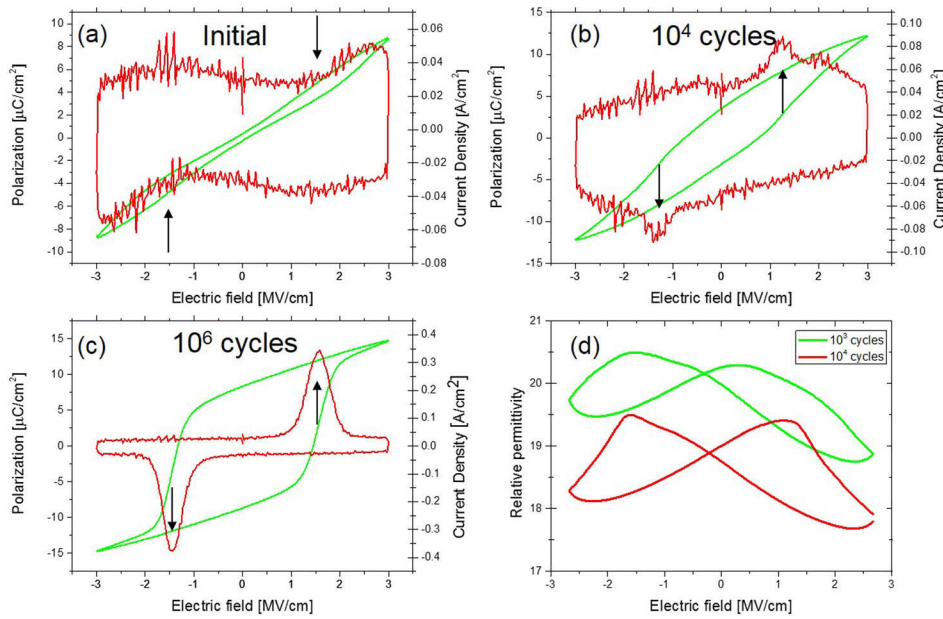 (a)
Initial
Polarization [μC/cm²]
10
8
6
4
2
0
-2
-4
-6
-8
-10
Current Density [A/cm²]
0.06
0.04
0.02
0.00
-0.02
-0.04
-0.06
-0.08
-3 -2 -1 0 1 2 3
Electric field [MV/cm]
(b)
10⁴ cycles
Polarization [μC/cm²]
15
10
5
0
-5
-10
-15
Current Density [A/cm²]
0.10
0.08
0.06
0.04
0.02
0.00
-0.02
-0.04
-0.06
-0.08
-0.10
-3 -2 -1 0 1 2 3
Electric field [MV/cm]
(c)
10⁶ cycles
Polarization [μC/cm²]
15
10
5
0
-5
-10
-15
Current Density [A/cm²]
0.4
0.3
0.2
0.1
0.0
-0.1
-0.2
-0.3
-0.4
-3 -2 -1 0 1 2 3
Electric field [MV/cm]
(d)
10³ cycles
10⁴ cycles
Relative permittivity
21
20
19
18
17
-3 -2 -1 0 1 2 3
Electric field [MV/cm]